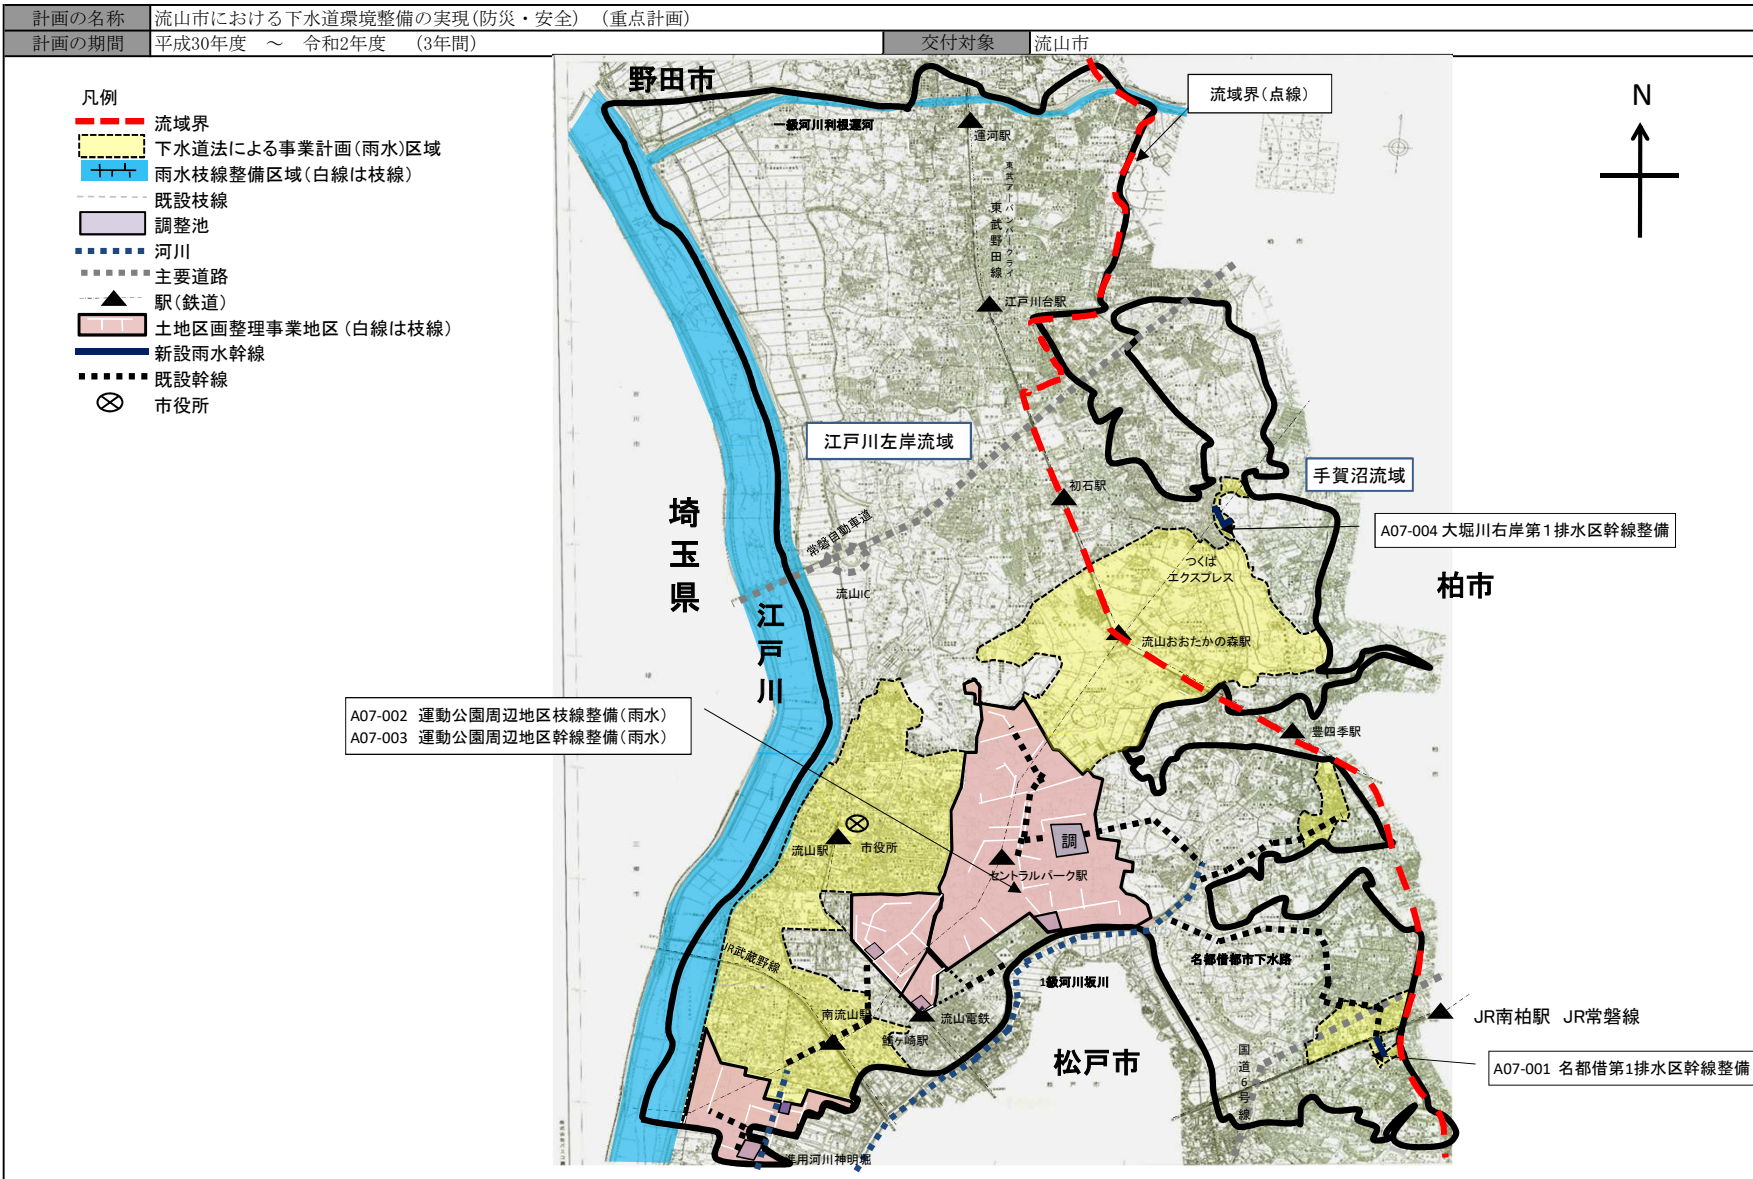 計画の名称 流山市における下水道環境整備の実現(防災・安全) (重点計画)
計画の期間 平成30年度 ～ 令和2年度 (3年間) 交付対象 流山市
凡例
流域界
下水道法による事業計画(雨水)区域
雨水枝線整備区域(白線は枝線)
既設枝線
調整池
河川
主要道路
駅(鉄道)
土地区画整理事業地区(白線は枝線)
新設雨水幹線
既設幹線
市役所
野田市
流域界(点線)
N
一級河川利根運河
運河駅
東武アーバンパークライン
東武野田線
江戸川台駅
江戸川左岸流域
手賀沼流域
初石駅
A07-004 大堀川右岸第1排水区幹線整備
常磐自動車道
つくば
エクスプレス
埼玉県
柏市
流山IC
江戸川
流山おおたかの森駅
A07-002 運動公園周辺地区枝線整備(雨水)
A07-003 運動公園周辺地区幹線整備(雨水)
豊四季駅
調
流山駅
市役所
セントラルパーク駅
JR武蔵野線
名都借都市下水路
1級河川坂川
南流山駅
流山電鉄
鰭ヶ崎駅
JR南柏駅 JR常磐線
松戸市
国道6号線
A07-001 名都借第1排水区幹線整備
準用河川神明堀